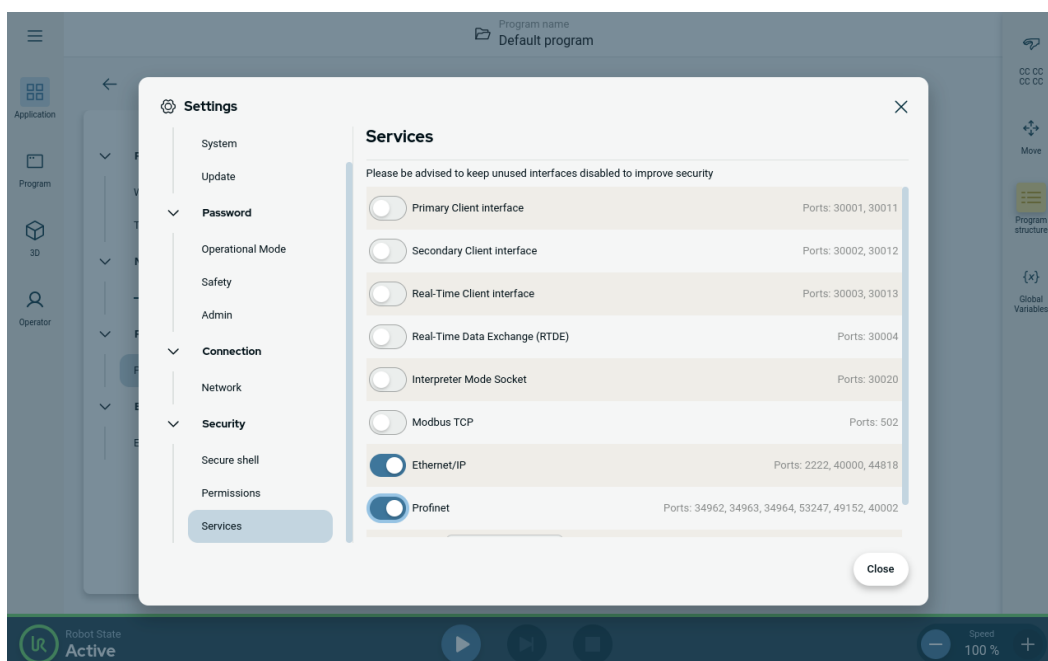 Program name
Default program
Application
Program
3D
Operator
Settings
System
Update
Password
Operational Mode
Safety
Admin
Connection
Network
Security
Secure shell
Permissions
Services
Services
Please be advised to keep unused interfaces disabled to improve security
Primary Client interface Ports: 30001, 30011
Secondary Client interface Ports: 30002, 30012
Real-Time Client interface Ports: 30003, 30013
Real-Time Data Exchange (RTDE) Ports: 30004
Interpreter Mode Socket Ports: 30020
Modbus TCP Ports: 502
Ethernet/IP Ports: 2222, 40000, 44818
Profinet Ports: 34962, 34963, 34964, 53247, 49152, 40002
Close
CC CC
CC CC
Move
Program
structure
{x}
Global
Variables
UR
Robot State
Active
Speed
100 %